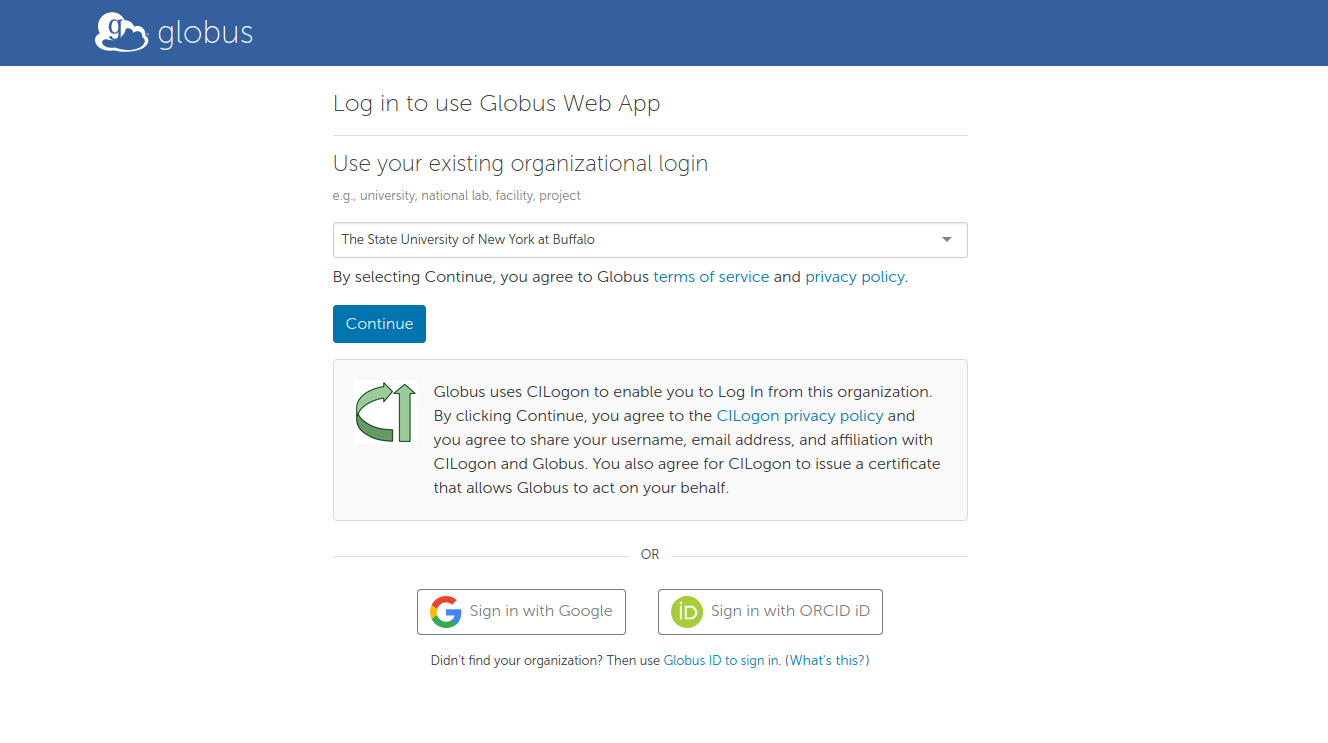 globus
Log in to use Globus Web App
Use your existing organizational login
e.g., university, national lab, facility, project
The State University of New York at Buffalo
By selecting Continue, you agree to Globus terms of service and privacy policy.
Continue
Globus uses CILogon to enable you to Log In from this organization.
By clicking Continue, you agree to the CILogon privacy policy and
you agree to share your username, email address, and affiliation with
CILogon and Globus. You also agree for CILogon to issue a certificate
that allows Globus to act on your behalf.
OR
Sign in with Google
iD Sign in with ORCID iD
Didn't find your organization? Then use Globus ID to sign in. (What's this?)